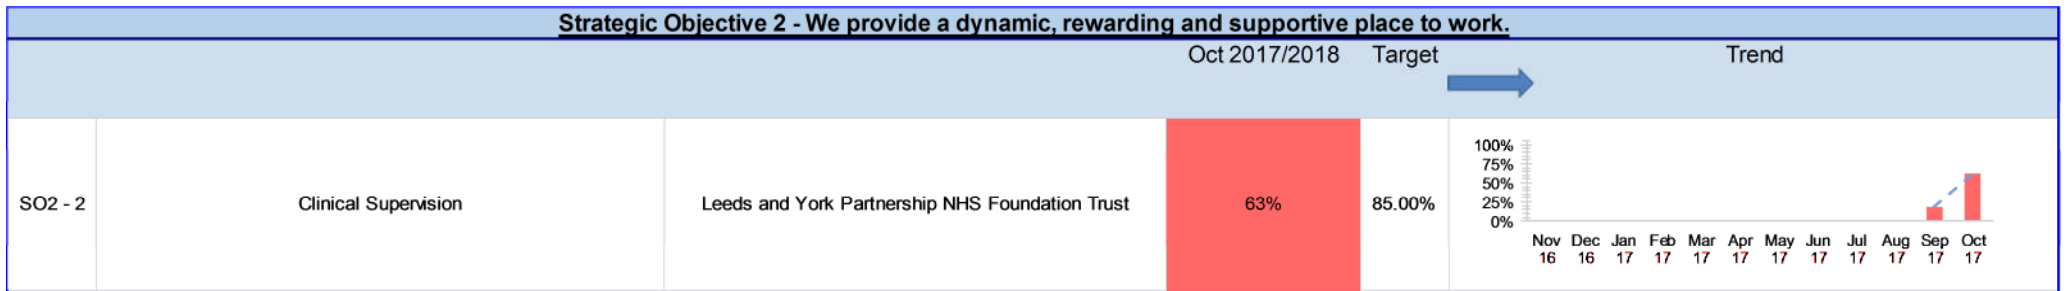 Strategic Objective 2 - We provide a dynamic, rewarding and supportive place to work.
Oct 2017/2018 Target Trend
SO2 - 2 Clinical Supervision Leeds and York Partnership NHS Foundation Trust 63% 85.00%
100%
75%
50%
25%
0%
Nov Dec Jan Feb Mar Apr May Jun Jul Aug Sep Oct
16 16 17 17 17 17 17 17 17 17 17 17